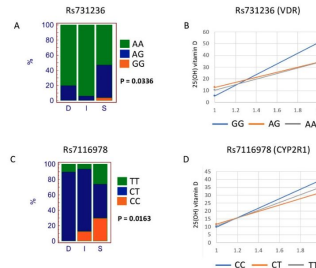 Rs731236
A
100
80
60
40
20
0
%
D I S
AA
AG
GG
P = 0.0336
Rs731236 (VDR)
B
25(OH) vitamin D
60
50
40
30
20
10
0
1 1.2 1.4 1.6 1.8
GG AG AA
Rs7116978
C
100
80
60
40
20
0
%
D I S
TT
CT
CC
P = 0.0163
Rs7116978 (CYP2R1)
D
25(OH) vitamin D
45
40
35
30
25
20
15
10
5
0
1 1.2 1.4 1.6 1.8
CC CT TT